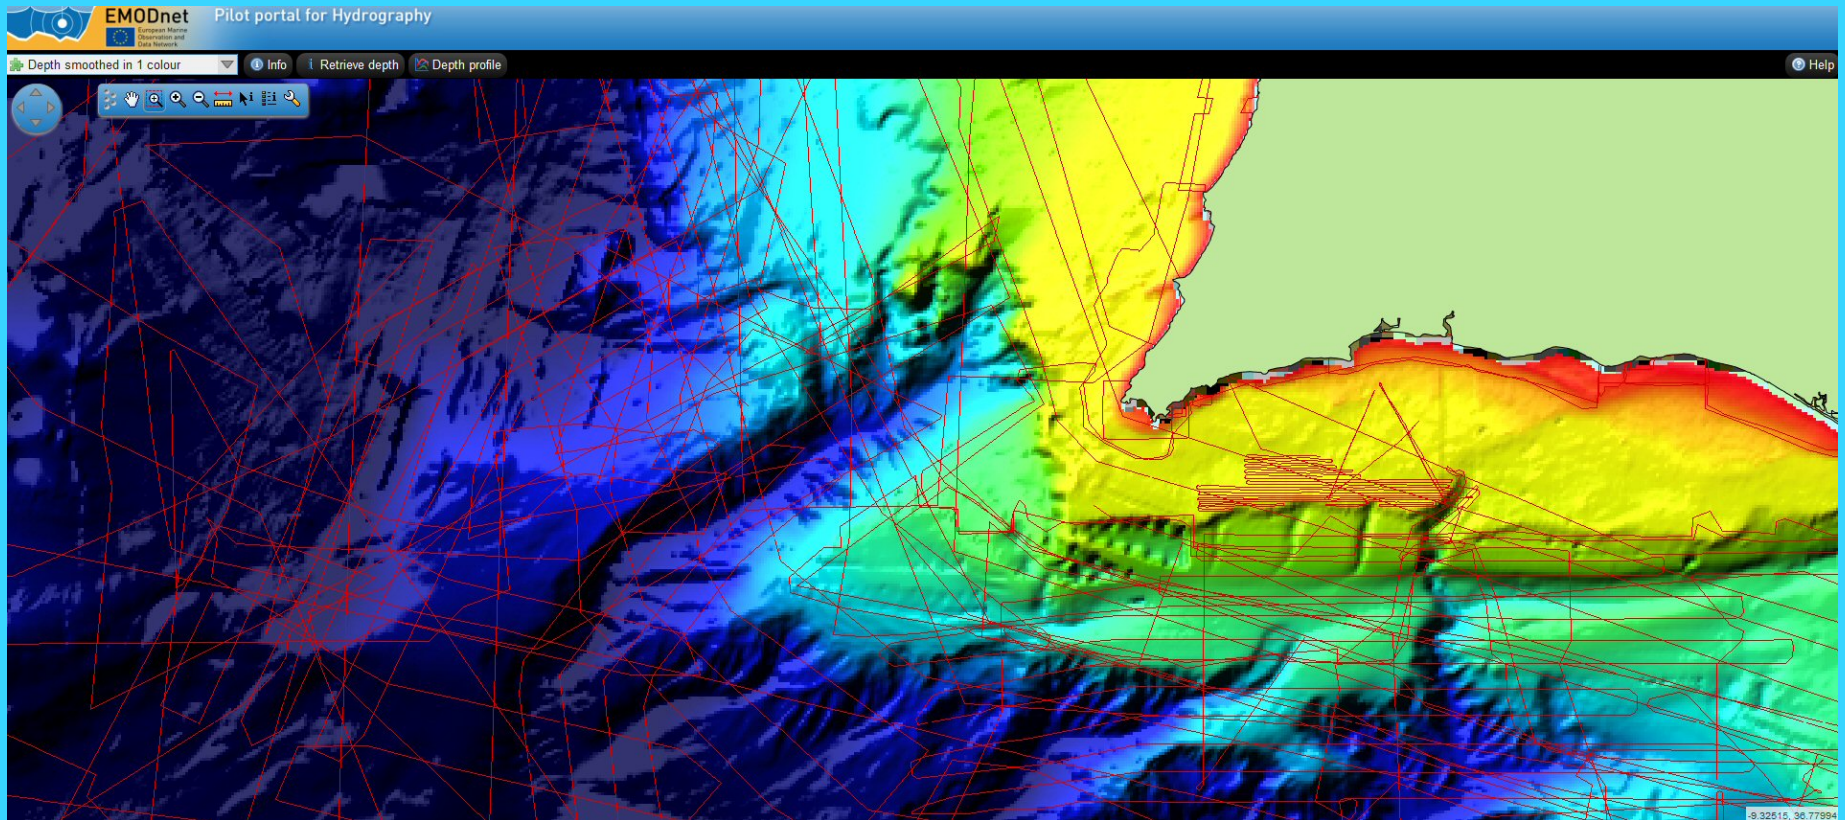 EMODnet
European Marine
Observation and
Data Network
Pilot portal for Hydrography
Depth smoothed in 1 colour
Info
Retrieve depth
Depth profile
Help
-9.32515, 36.77994